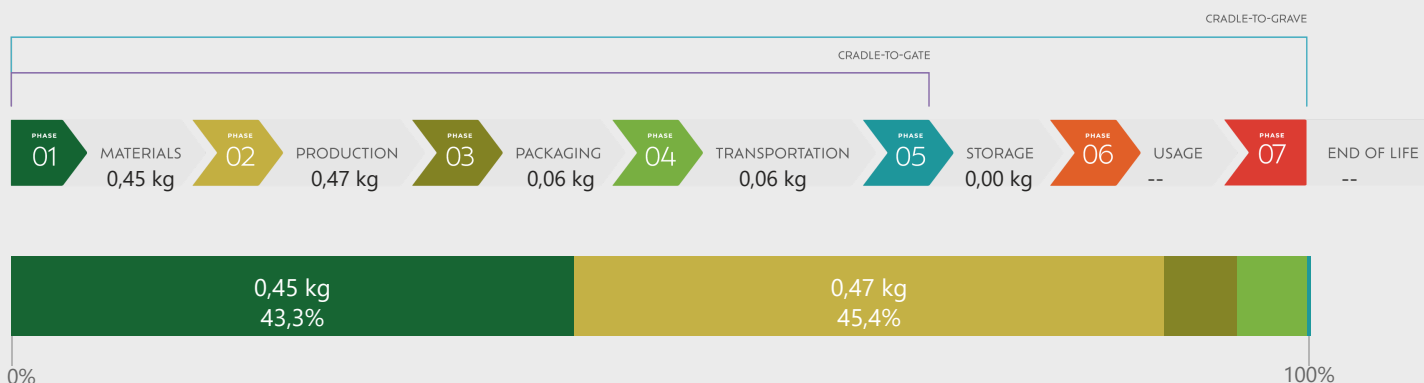 CRADLE-TO-GRAVE
CRADLE-TO-GATE
PHASE
01
MATERIALS
0,45 kg
PHASE
02
PRODUCTION
0,47 kg
PHASE
03
PACKAGING
0,06 kg
PHASE
04
TRANSPORTATION
0,06 kg
PHASE
05
STORAGE
0,00 kg
PHASE
06
USAGE
--
PHASE
07
END OF LIFE
--
0,45 kg
43,3%
0,47 kg
45,4%
0%
100%